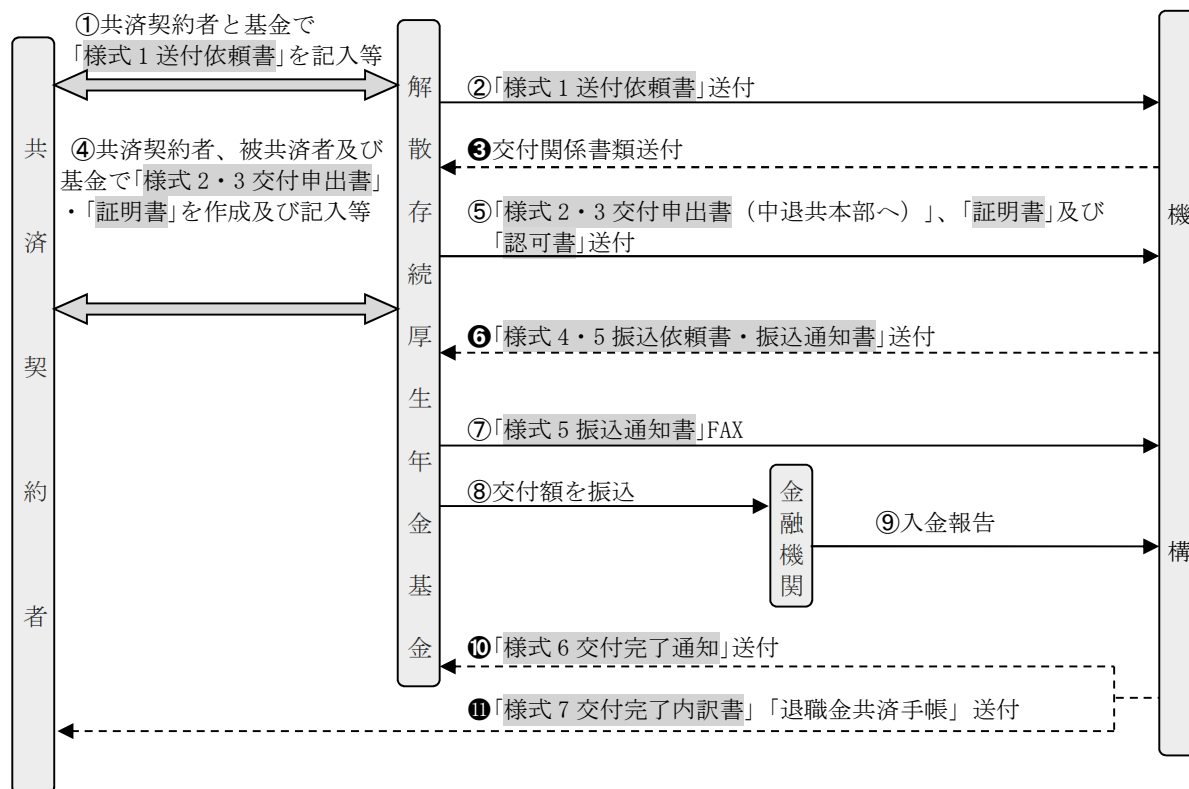 ①共済契約者と基金で
「様式1送付依頼書」を記入等
②「様式1送付依頼書」送付
❸交付関係書類送付
④共済契約者、被共済者及び
基金で「様式2・3交付申出書」
・「証明書」を作成及び記入等
⑤「様式2・3交付申出書（中退共本部へ）」、「証明書」及び
「認可書」送付
❻「様式4・5振込依頼書・振込通知書」送付
⑦「様式5振込通知書」FAX
⑧交付額を振込
⑨入金報告
❿「様式6交付完了通知」送付
⓫「様式7交付完了内訳書」「退職金共済手帳」送付
共済契約者
解散存続厚生年金基金
金融機関
機構